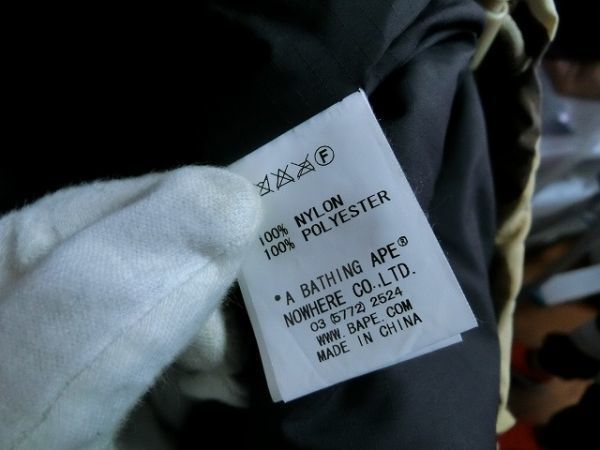 F
100% NYLON
100% POLYESTER
• A BATHING APE®
NOWHERE CO.,LTD.
03 (5772) 2524
WWW.BAPE.COM
MADE IN CHINA